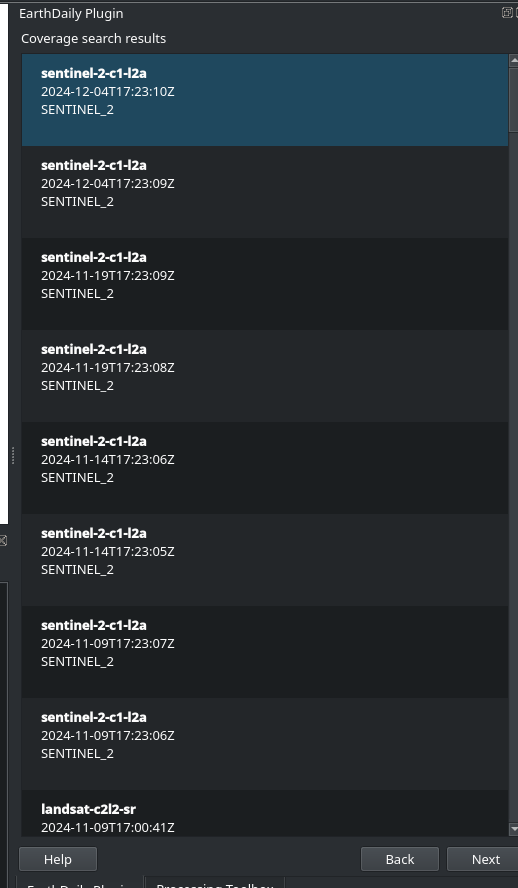 EarthDaily Plugin
Coverage search results
sentinel-2-c1-l2a
2024-12-04T17:23:10Z
SENTINEL_2
sentinel-2-c1-l2a
2024-12-04T17:23:09Z
SENTINEL_2
sentinel-2-c1-l2a
2024-11-19T17:23:09Z
SENTINEL_2
sentinel-2-c1-l2a
2024-11-19T17:23:08Z
SENTINEL_2
sentinel-2-c1-l2a
2024-11-14T17:23:06Z
SENTINEL_2
sentinel-2-c1-l2a
2024-11-14T17:23:05Z
SENTINEL_2
sentinel-2-c1-l2a
2024-11-09T17:23:07Z
SENTINEL_2
sentinel-2-c1-l2a
2024-11-09T17:23:06Z
SENTINEL_2
landsat-c2l2-sr
2024-11-09T17:00:41Z
Help Back Next
EarthDaily Plugin Processing Toolbox